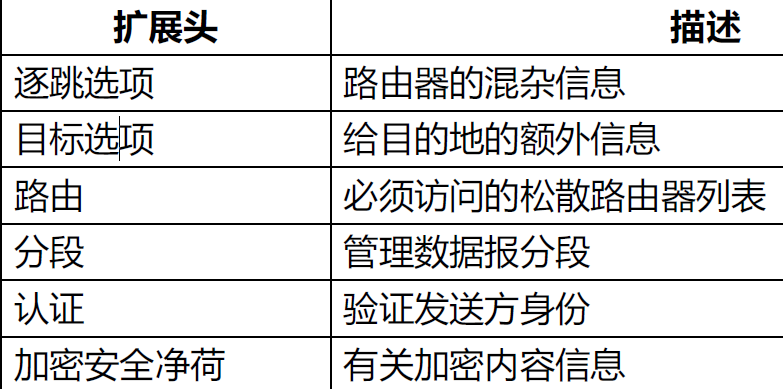 扩展头 描述
逐跳选项 路由器的混杂信息
目标选项 给目的地的额外信息
路由 必须访问的松散路由器列表
分段 管理数据报分段
认证 验证发送方身份
加密安全净荷 有关加密内容信息